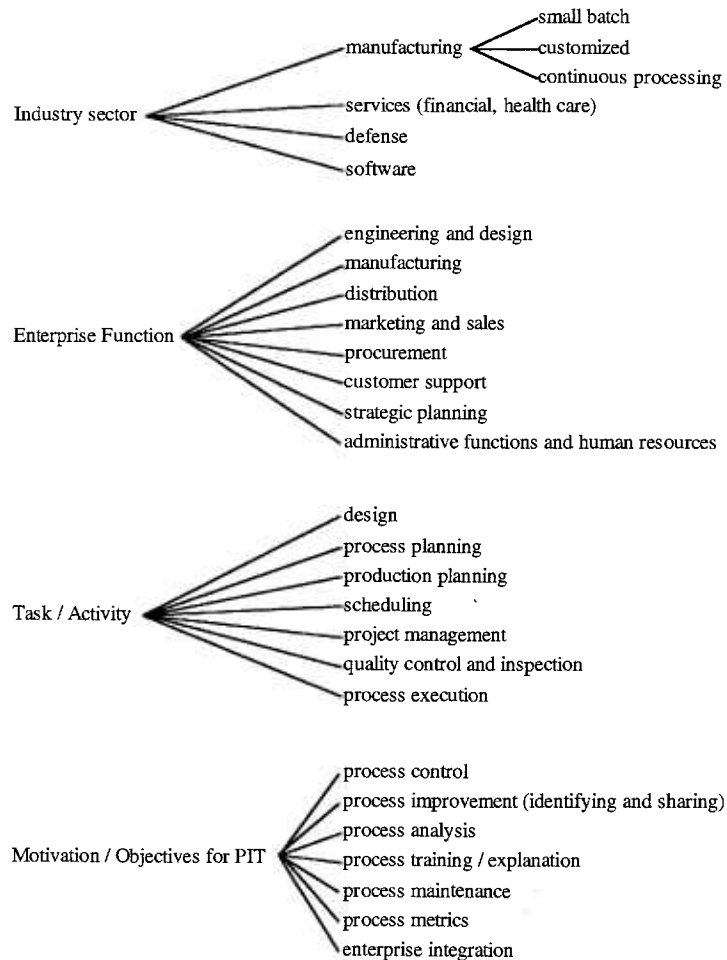 small batch
manufacturing
customized
continuous processing
Industry sector
services (financial, health care)
defense
software
engineering and design
manufacturing
distribution
Enterprise Function
marketing and sales
procurement
customer support
strategic planning
administrative functions and human resources
design
process planning
production planning
Task / Activity
scheduling
project management
quality control and inspection
process execution
process control
process improvement (identifying and sharing)
process analysis
Motivation / Objectives for PIT
process training / explanation
process maintenance
process metrics
enterprise integration